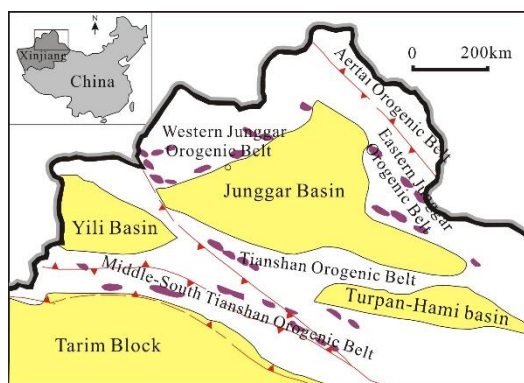 N
Xinjiang
China
0 200km
Aertai Orogenic Belt
Western Junggar
Orogenic Belt
Eastern Junggar
Orogenic Belt
Junggar Basin
Yili Basin
Tianshan Orogenic Belt
Middle-South Tianshan Orogenic Belt
Turpan-Hami basin
Tarim Block